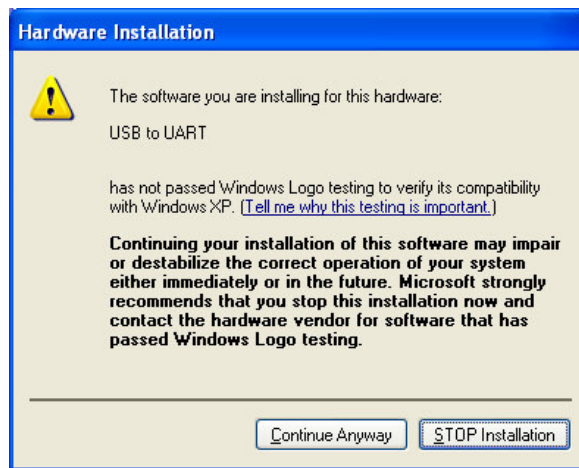 Hardware Installation
The software you are installing for this hardware:
USB to UART
has not passed Windows Logo testing to verify its compatibility
with Windows XP. (Tell me why this testing is important.)
Continuing your installation of this software may impair
or destabilize the correct operation of your system
either immediately or in the future. Microsoft strongly
recommends that you stop this installation now and
contact the hardware vendor for software that has
passed Windows Logo testing.
Continue Anyway
STOP Installation